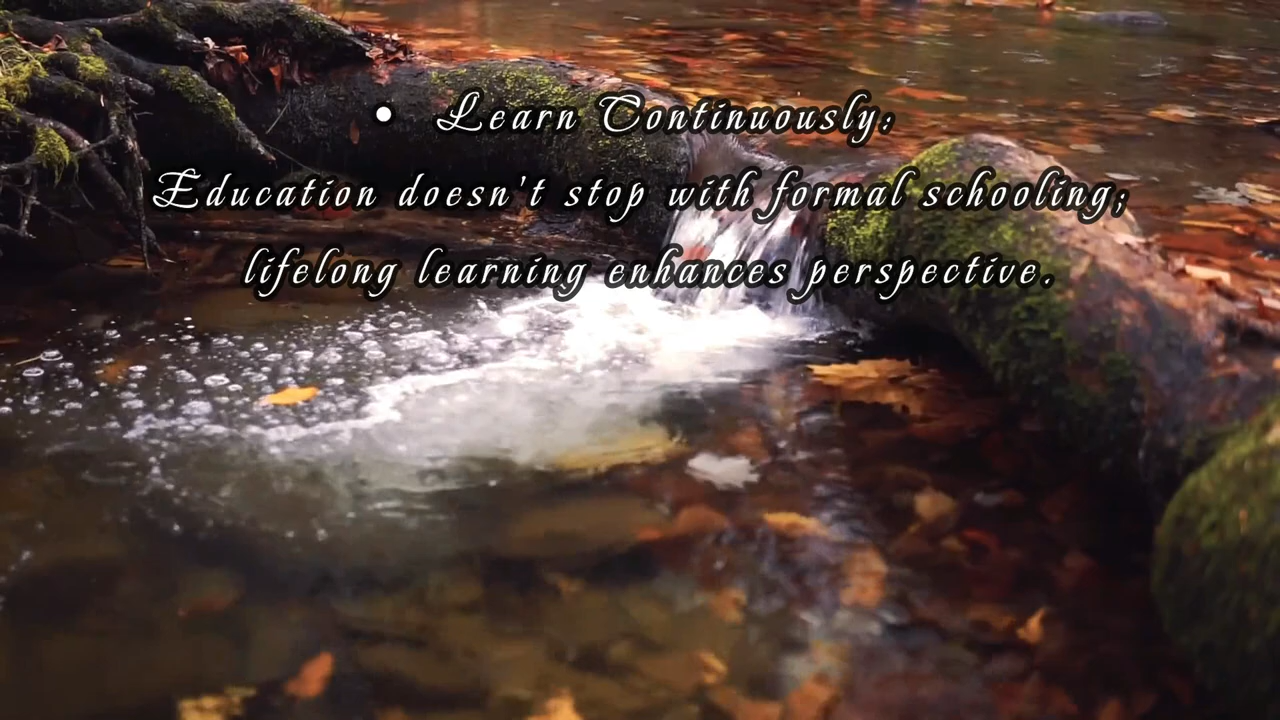 • Learn Continuously:
Education doesn't stop with formal schooling;
lifelong learning enhances perspective.